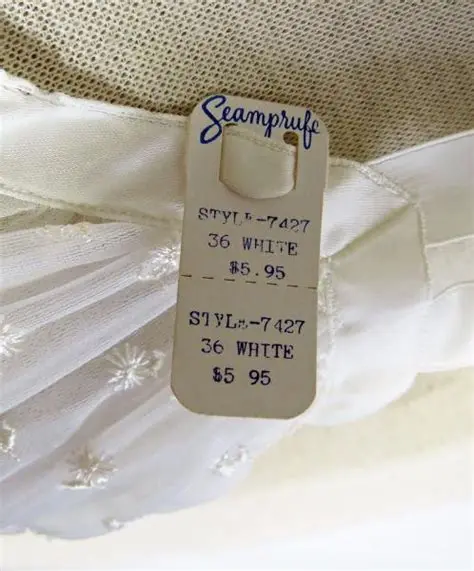 Seamprufe
STYLE-7427
36 WHITE
$5.95
STYLE-7427
36 WHITE
$5 95